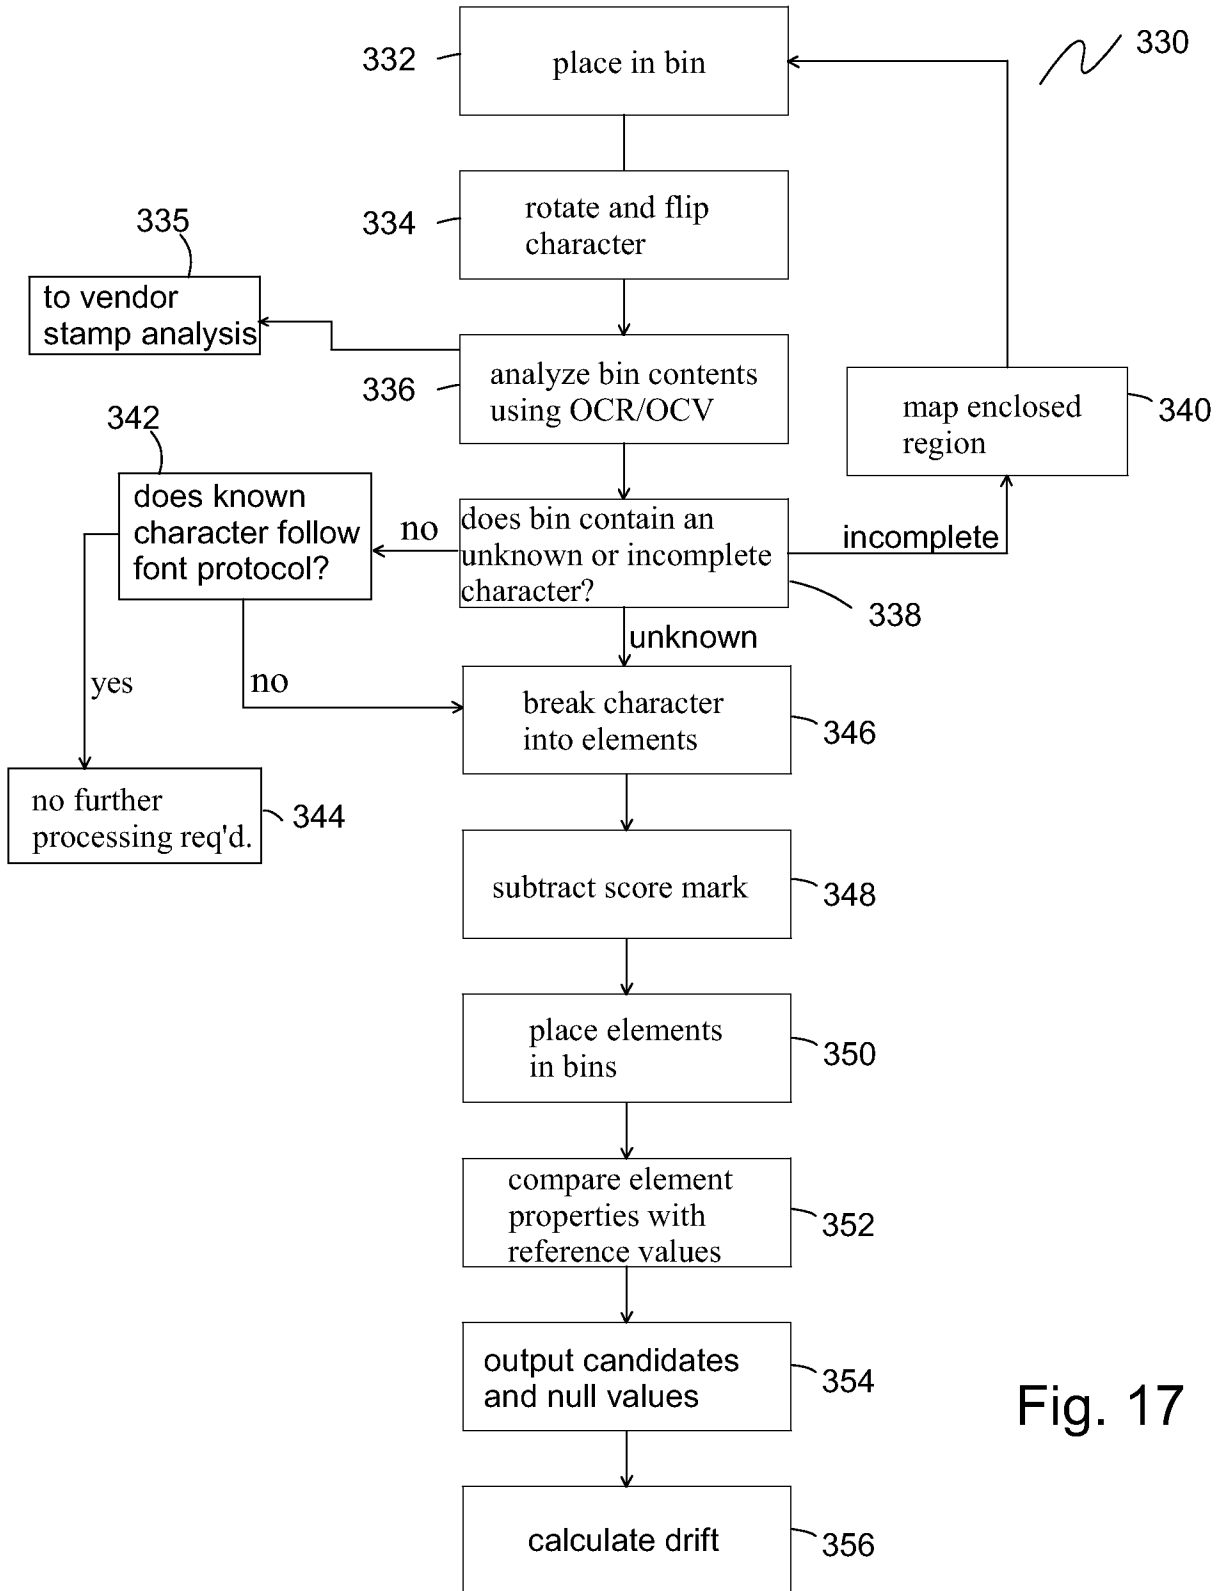 330
332
place in bin
334
rotate and flip
character
335
to vendor
stamp analysis
336
analyze bin contents
using OCR/OCV
map enclosed
region
340
342
does known
character follow
font protocol?
no
does bin contain an
unknown or incomplete
character?
incomplete
338
unknown
yes
no
break character
into elements
346
no further
processing req'd.
344
subtract score mark
348
place elements
in bins
350
compare element
properties with
reference values
352
output candidates
and null values
354
Fig. 17
calculate drift
356